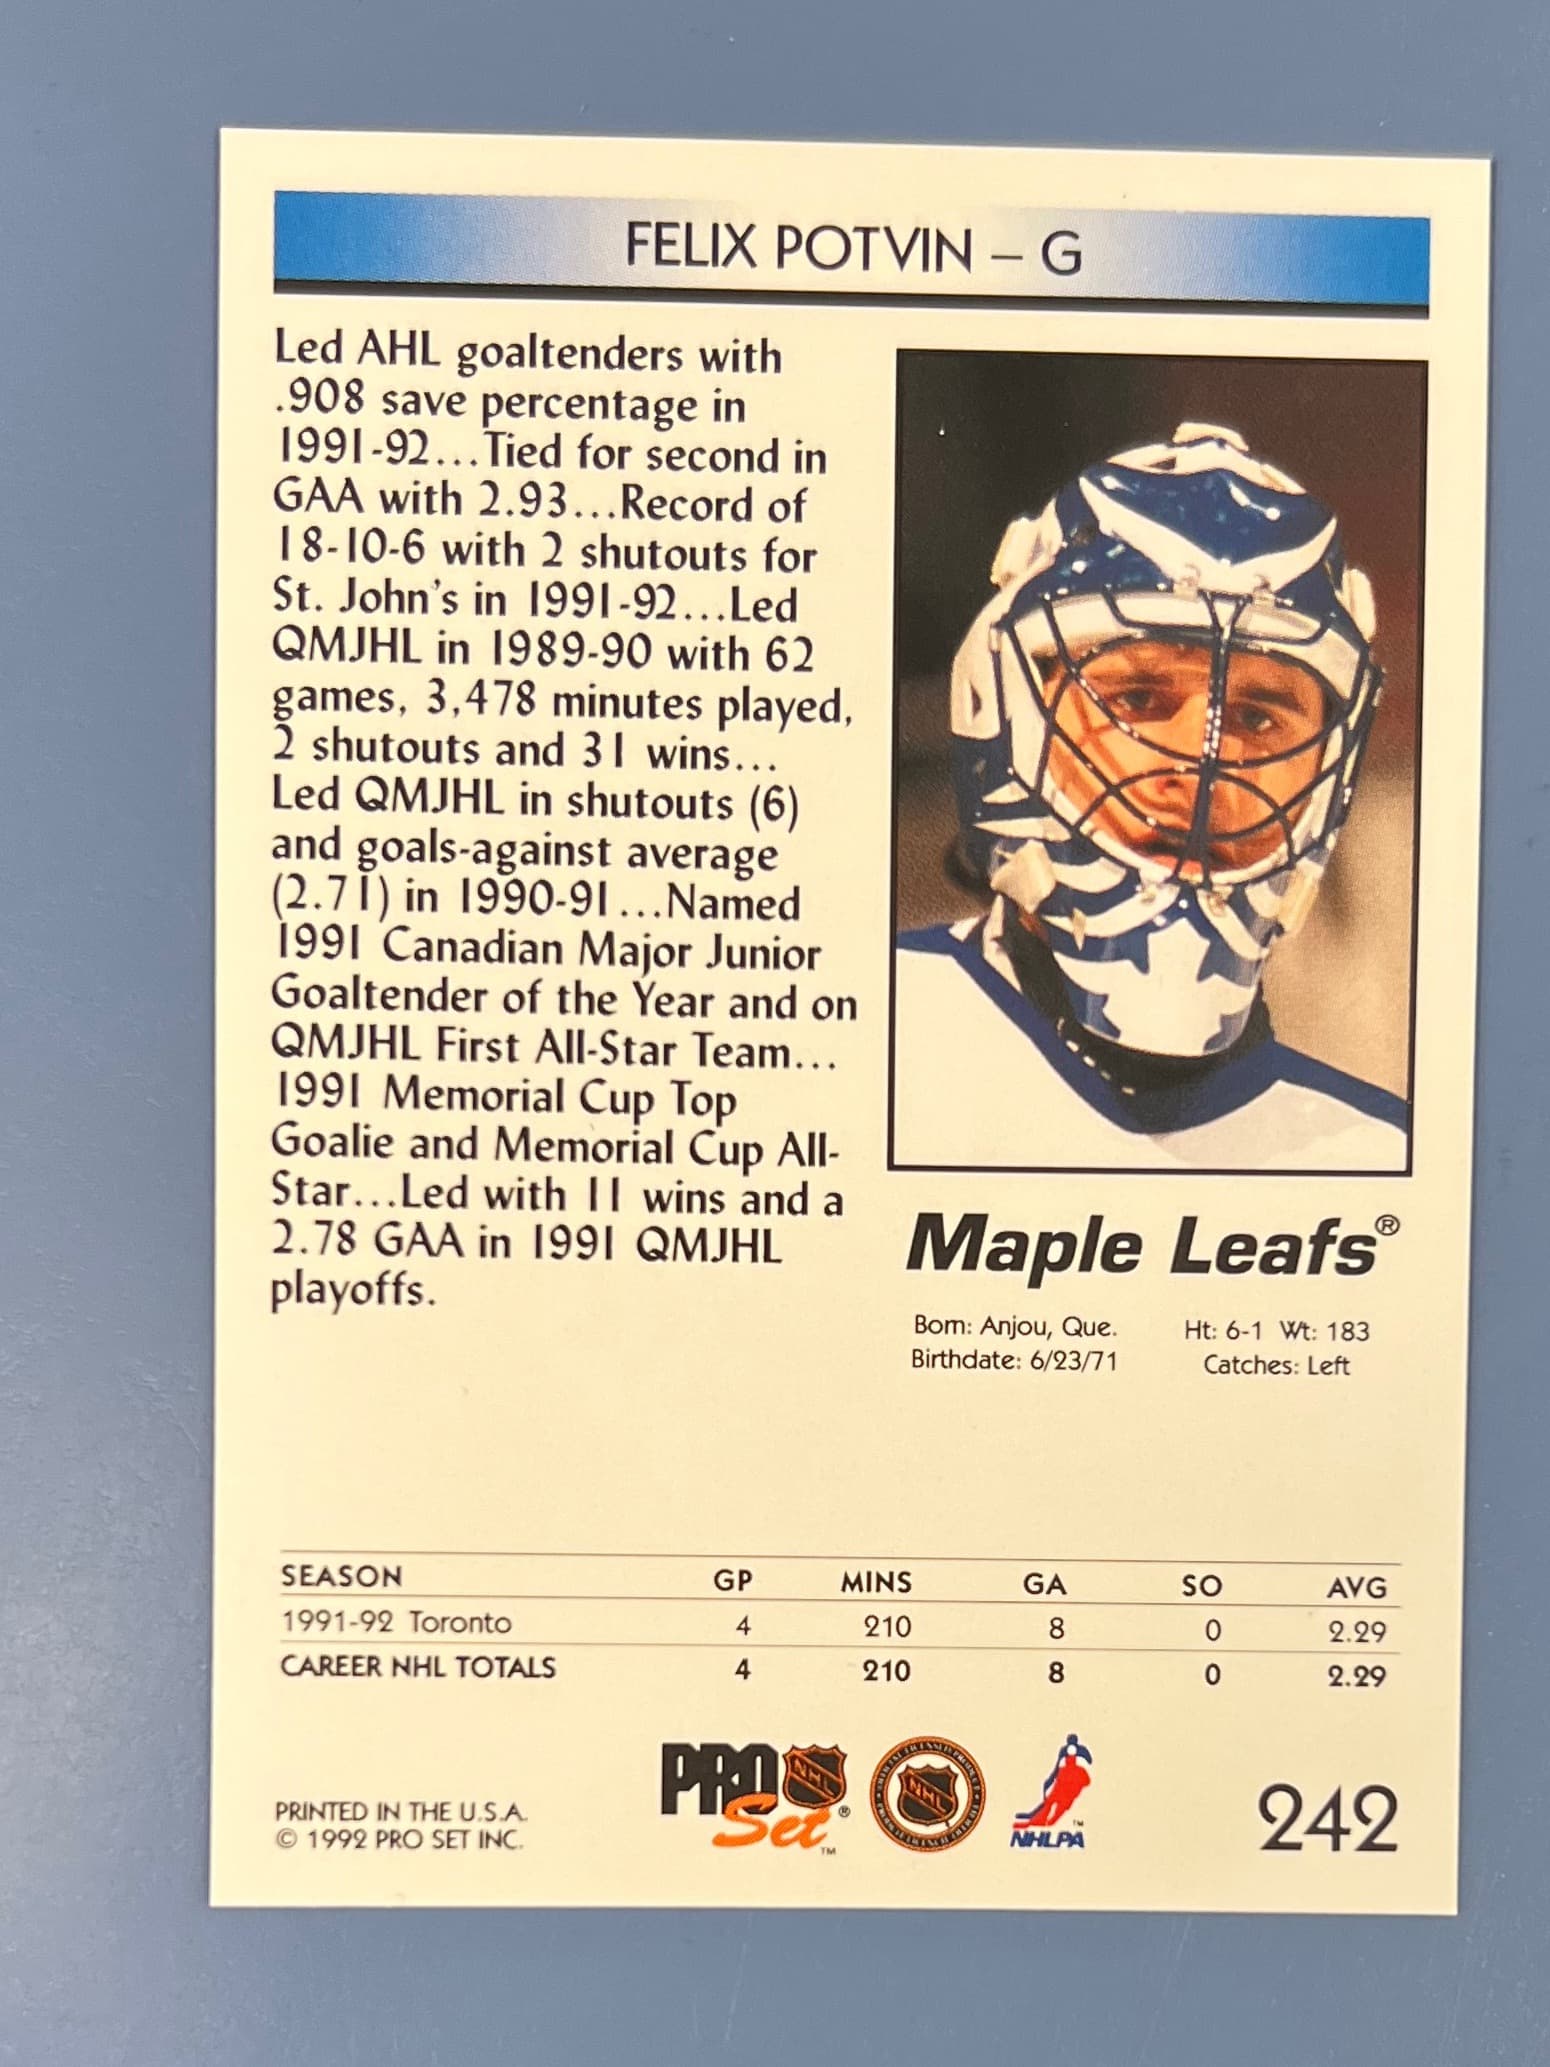 FELIX POTVIN – G
Led AHL goaltenders with
.908 save percentage in
1991-92...Tied for second in
GAA with 2.93...Record of
18-10-6 with 2 shutouts for
St. John's in 1991-92...Led
QMJHL in 1989-90 with 62
games, 3,478 minutes played,
2 shutouts and 31 wins...
Led QMJHL in shutouts (6)
and goals-against average
(2.71) in 1990-91...Named
1991 Canadian Major Junior
Goaltender of the Year and on
QMJHL First All-Star Team...
1991 Memorial Cup Top
Goalie and Memorial Cup All-
Star...Led with 11 wins and a
2.78 GAA in 1991 QMJHL
playoffs.
Maple Leafs®
Born: Anjou, Que. Ht: 6-1 Wt: 183
Birthdate: 6/23/71 Catches: Left
SEASON GP MINS GA SO AVG
1991-92 Toronto 4 210 8 0 2.29
CAREER NHL TOTALS 4 210 8 0 2.29
PRINTED IN THE U.S.A.
© 1992 PRO SET INC.
PRO NHL
Set™ ®
NHL
NHLPA™
242